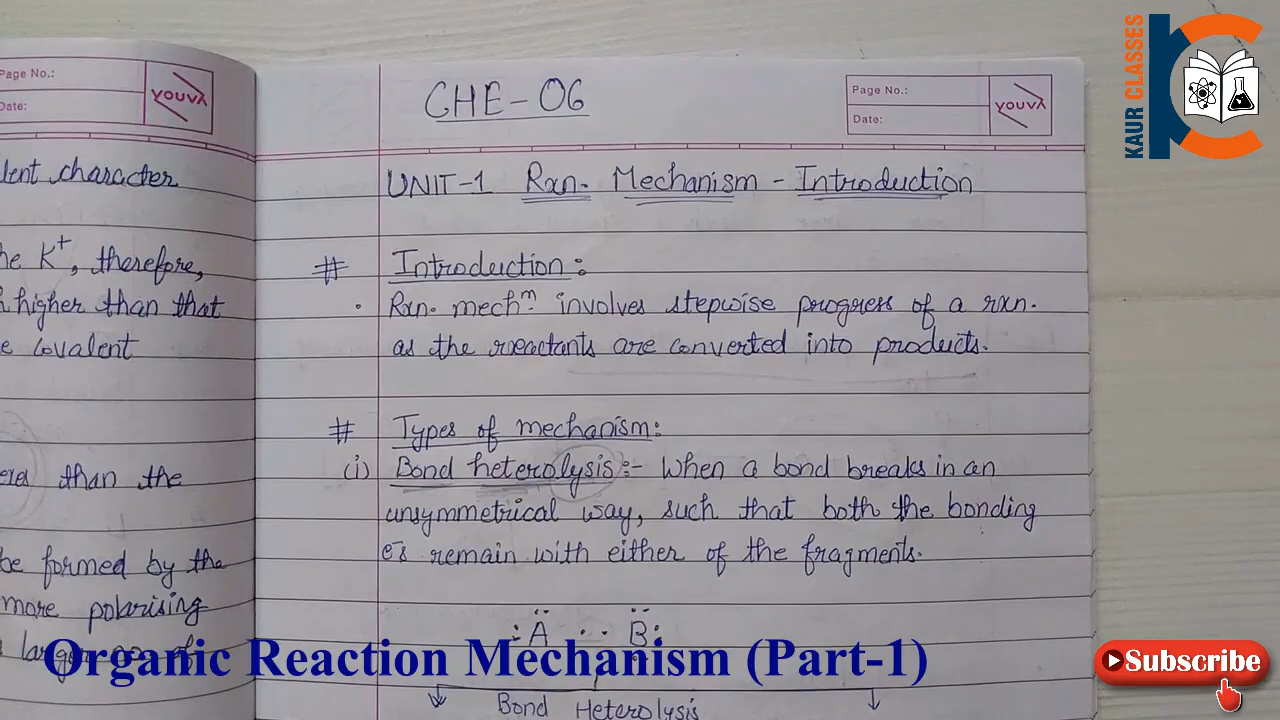 Page No.:
Date:
youva
lent character
he K⁺, therefore,
higher than that
e covalent
than the
be formed by the
more polarising
CHE-06
Page No.:
Date:
youva
UNIT-1 Rxn. Mechanism - Introduction
# Introduction:
· Rxn. mechᵐ. involves stepwise progress of a rxn.
as the reactants are converted into products.
# Types of mechanism:
(i) Bond heterolysis:- When a bond breaks in an
unsymmetrical way, such that both the bonding
e⁻s remain with either of the fragments.
:A · · B:
Bond Heterolysis
Organic Reaction Mechanism (Part-1)
KAUR CLASSES
Subscribe